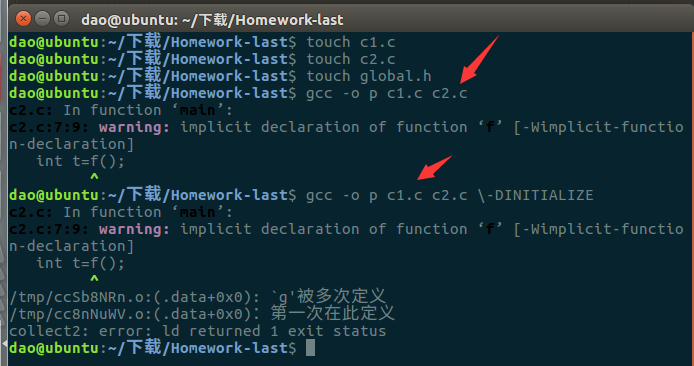 dao@ubuntu: ~/下载/Homework-last
dao@ubuntu:~/下载/Homework-last$ touch c1.c
dao@ubuntu:~/下载/Homework-last$ touch c2.c
dao@ubuntu:~/下载/Homework-last$ touch global.h
dao@ubuntu:~/下载/Homework-last$ gcc -o p c1.c c2.c
c2.c: In function ‘main’:
c2.c:7:9: warning: implicit declaration of function ‘f’ [-Wimplicit-functio
n-declaration]
   int t=f();
         ^
dao@ubuntu:~/下载/Homework-last$ gcc -o p c1.c c2.c \-DINITIALIZE
c2.c: In function ‘main’:
c2.c:7:9: warning: implicit declaration of function ‘f’ [-Wimplicit-functio
n-declaration]
   int t=f();
         ^
/tmp/ccSb8NRn.o:(.data+0x0): `g'被多次定义
/tmp/cc8nNuWV.o:(.data+0x0): 第一次在此定义
collect2: error: ld returned 1 exit status
dao@ubuntu:~/下载/Homework-last$